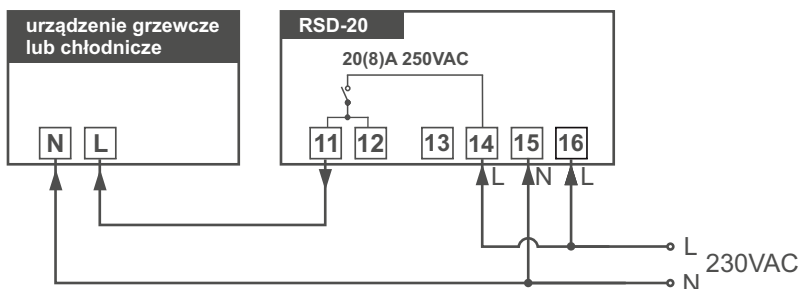 urządzenie grzewcze
lub chłodnicze
RSD-20
20(8)A 250VAC
N L
11 12 13 14 15 16
L N L
L
230VAC
N